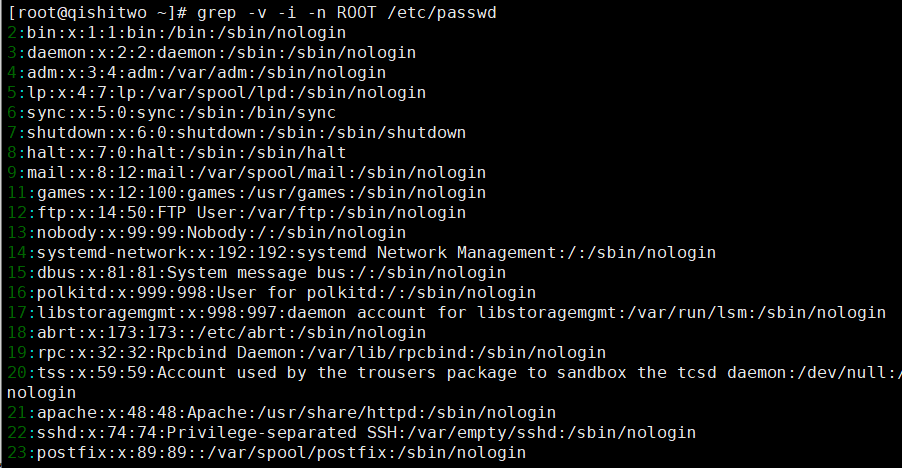 [root@qishitwo ~]# grep -v -i -n ROOT /etc/passwd
2:bin:x:1:1:bin:/bin:/sbin/nologin
3:daemon:x:2:2:daemon:/sbin:/sbin/nologin
4:adm:x:3:4:adm:/var/adm:/sbin/nologin
5:lp:x:4:7:lp:/var/spool/lpd:/sbin/nologin
6:sync:x:5:0:sync:/sbin:/bin/sync
7:shutdown:x:6:0:shutdown:/sbin:/sbin/shutdown
8:halt:x:7:0:halt:/sbin:/sbin/halt
9:mail:x:8:12:mail:/var/spool/mail:/sbin/nologin
11:games:x:12:100:games:/usr/games:/sbin/nologin
12:ftp:x:14:50:FTP User:/var/ftp:/sbin/nologin
13:nobody:x:99:99:Nobody:/:/sbin/nologin
14:systemd-network:x:192:192:systemd Network Management:/:/sbin/nologin
15:dbus:x:81:81:System message bus:/:/sbin/nologin
16:polkitd:x:999:998:User for polkitd:/:/sbin/nologin
17:libstoragemgmt:x:998:997:daemon account for libstoragemgmt:/var/run/lsm:/sbin/nologin
18:abrt:x:173:173::/etc/abrt:/sbin/nologin
19:rpc:x:32:32:Rpcbind Daemon:/var/lib/rpcbind:/sbin/nologin
20:tss:x:59:59:Account used by the trousers package to sandbox the tcsd daemon:/dev/null:/
nologin
21:apache:x:48:48:Apache:/usr/share/httpd:/sbin/nologin
22:sshd:x:74:74:Privilege-separated SSH:/var/empty/sshd:/sbin/nologin
23:postfix:x:89:89::/var/spool/postfix:/sbin/nologin